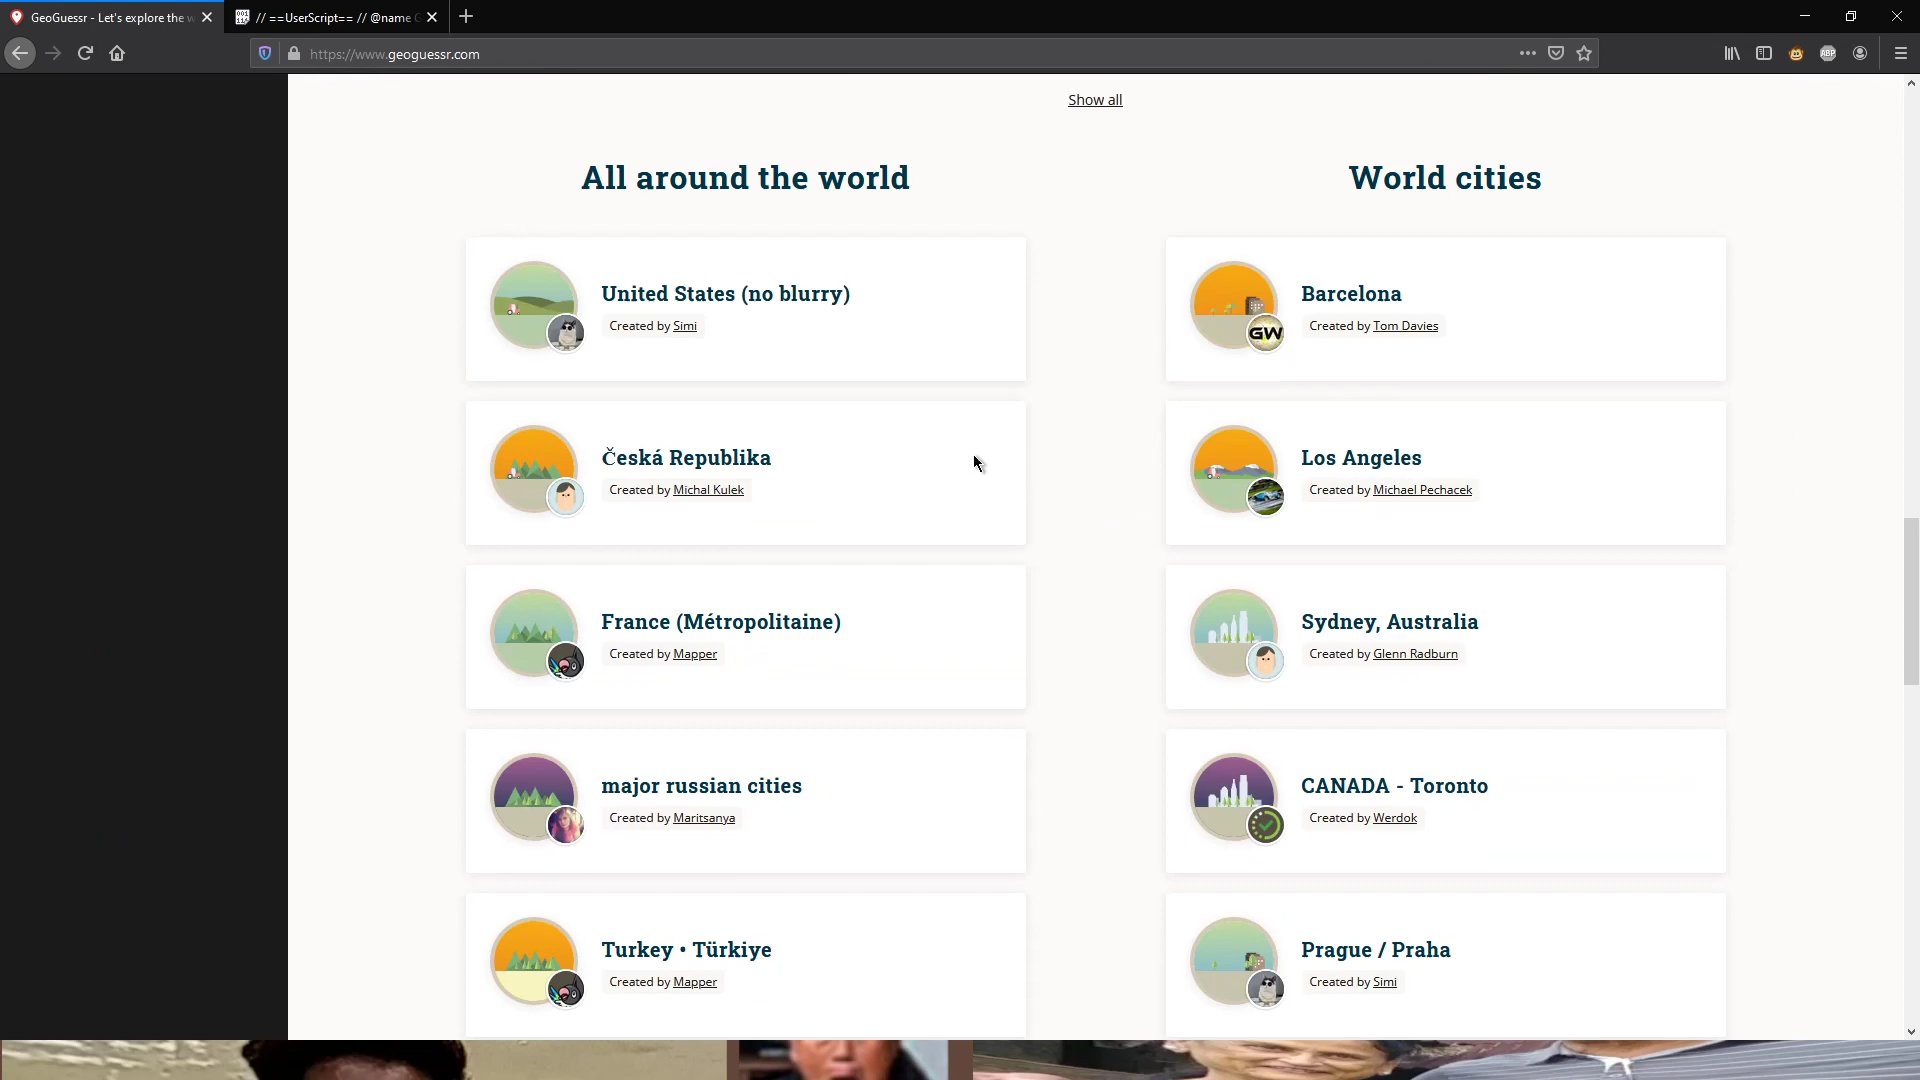 GeoGuessr - Let's explore the w
// ==UserScript== // @name G
https://www.geoguessr.com
ABP
Show all
All around the world
World cities
United States (no blurry)
Created by Simi
Barcelona
Created by Tom Davies
GW
Česká Republika
Created by Michal Kulek
Los Angeles
Created by Michael Pechacek
France (Métropolitaine)
Created by Mapper
Sydney, Australia
Created by Glenn Radburn
major russian cities
Created by Maritsanya
CANADA - Toronto
Created by Werdok
Turkey • Türkiye
Created by Mapper
Prague / Praha
Created by Simi